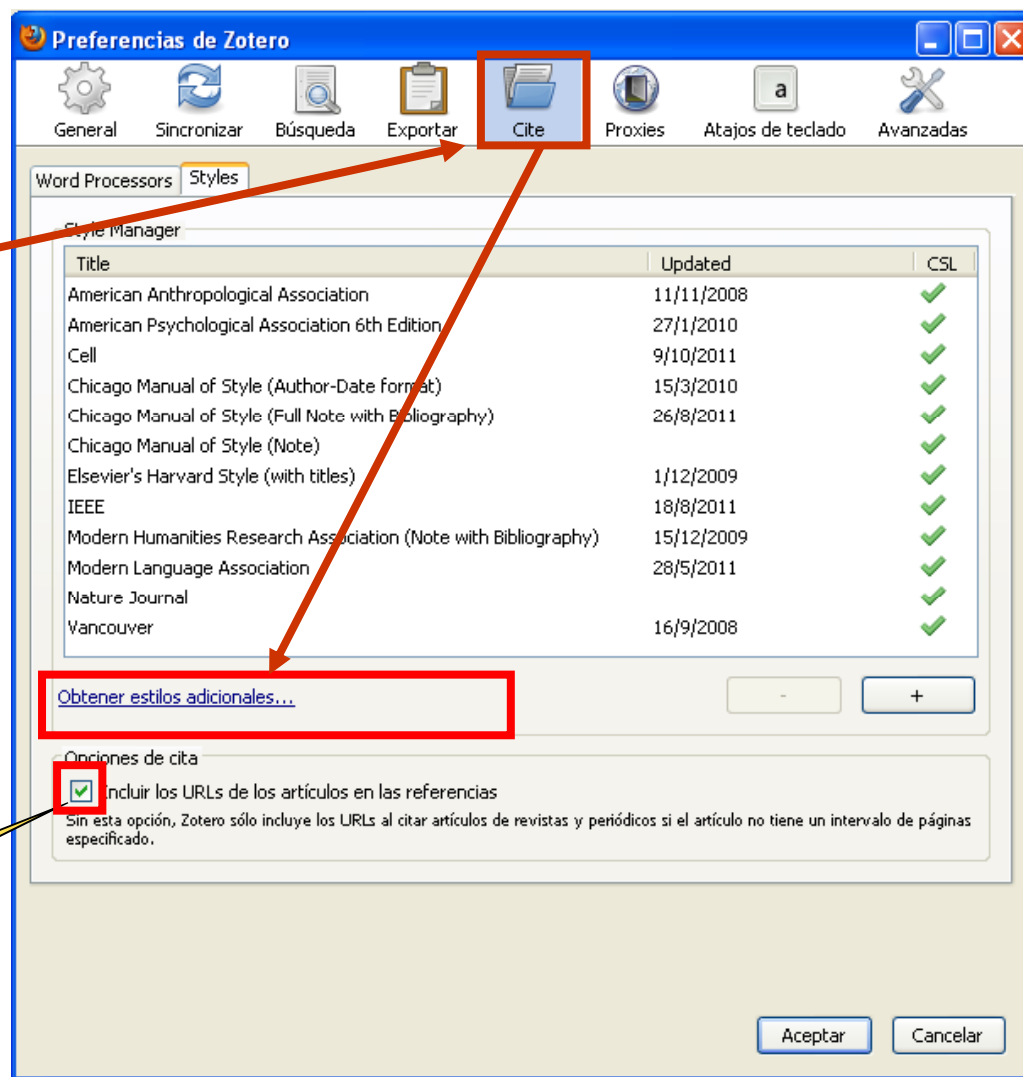 Preferencias de Zotero
General Sincronizar Búsqueda Exportar Cite Proxies a Atajos de teclado Avanzadas
Word Processors Styles
Style Manager
Title Updated CSL
American Anthropological Association 11/11/2008
American Psychological Association 6th Edition 27/1/2010
Cell 9/10/2011
Chicago Manual of Style (Author-Date format) 15/3/2010
Chicago Manual of Style (Full Note with Bibliography) 26/8/2011
Chicago Manual of Style (Note)
Elsevier's Harvard Style (with titles) 1/12/2009
IEEE 18/8/2011
Modern Humanities Research Association (Note with Bibliography) 15/12/2009
Modern Language Association 28/5/2011
Nature Journal
Vancouver 16/9/2008
Obtener estilos adicionales... - +
Opciones de cita
Incluir los URLs de los artículos en las referencias
Sin esta opción, Zotero sólo incluye los URLs al citar artículos de revistas y periódicos si el artículo no tiene un intervalo de páginas
especificado.
Aceptar Cancelar